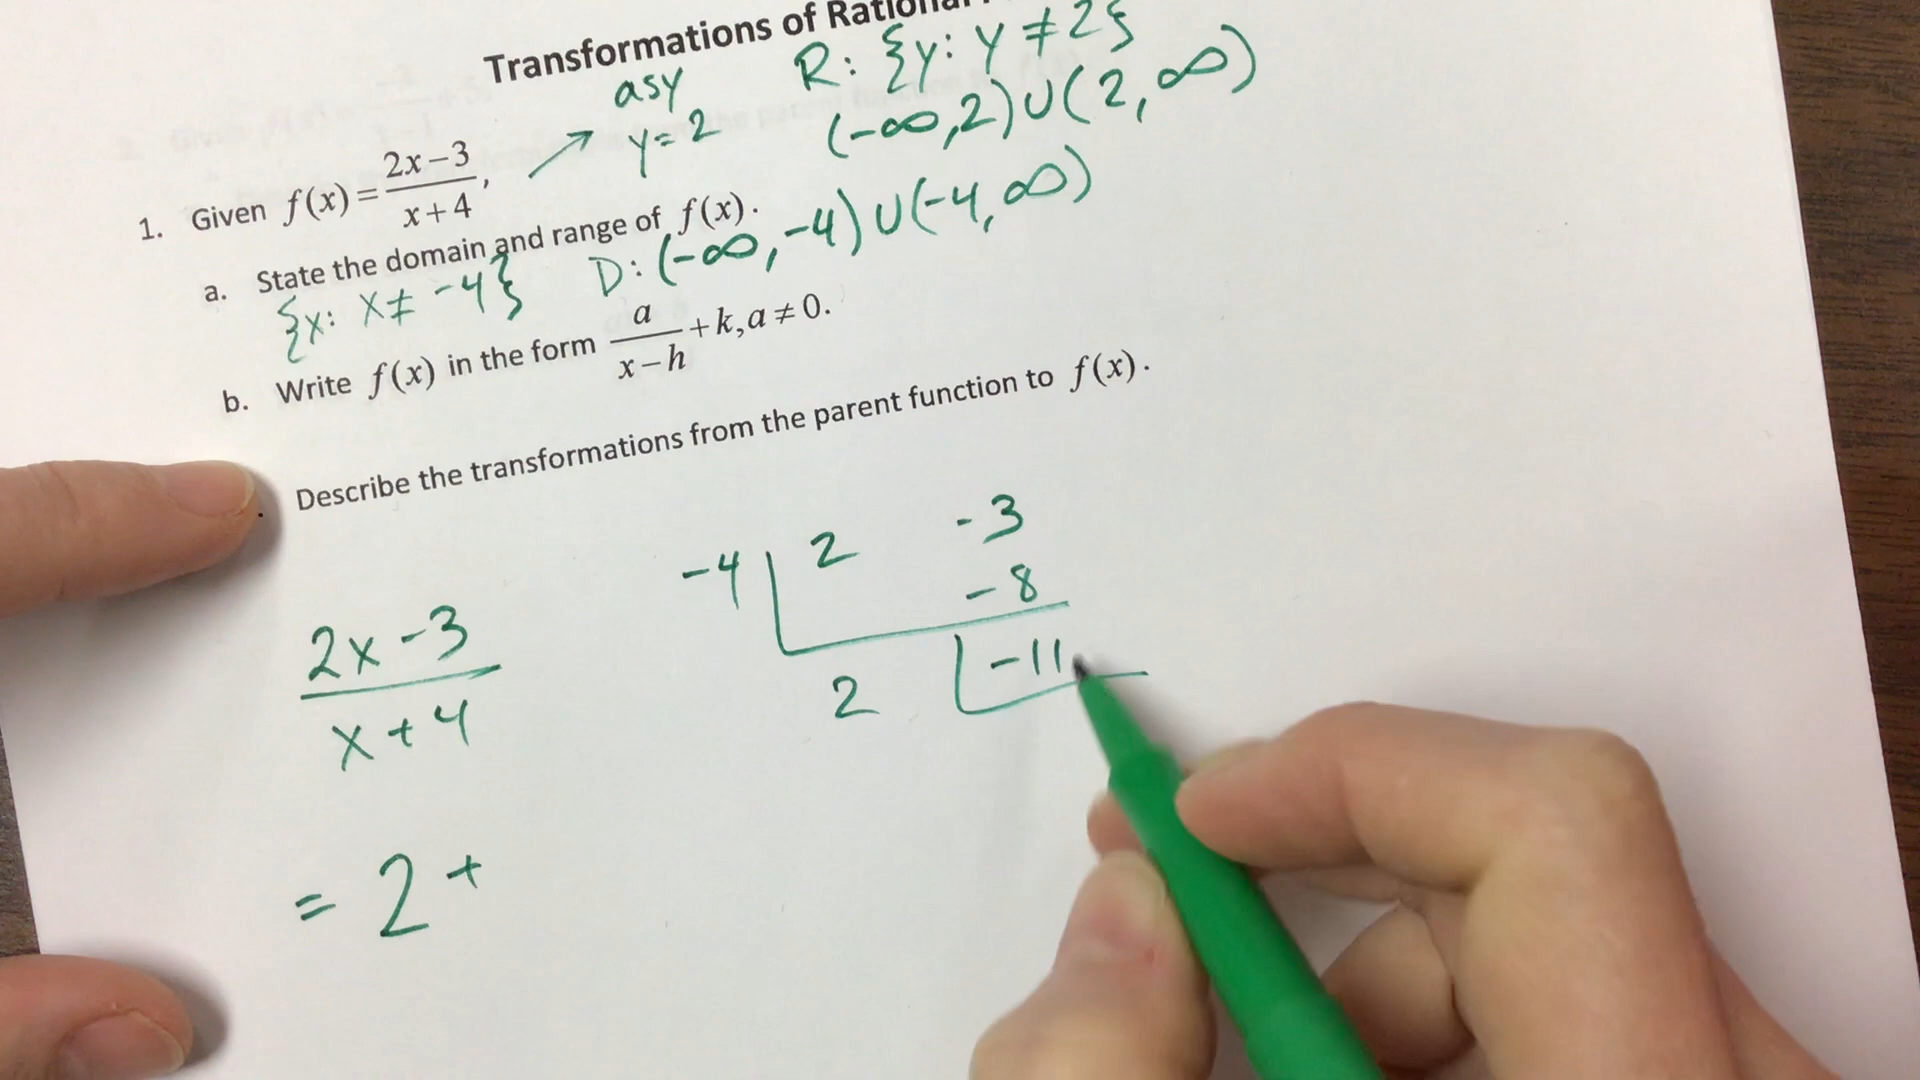 Transformations of Rational
asy
y=2
R: {y: y ≠ 2}
(-∞,2)∪(2,∞)
1. Given f(x) = (2x−3)/(x+4),
a. State the domain and range of f(x).
{x: x ≠ -4}
D: (-∞,-4)∪(-4,∞)
b. Write f(x) in the form a/(x−h) + k, a ≠ 0.
. Describe the transformations from the parent function to f(x).
-4 | 2 -3
-8
2 -11
2x-3
x+4
= 2 +